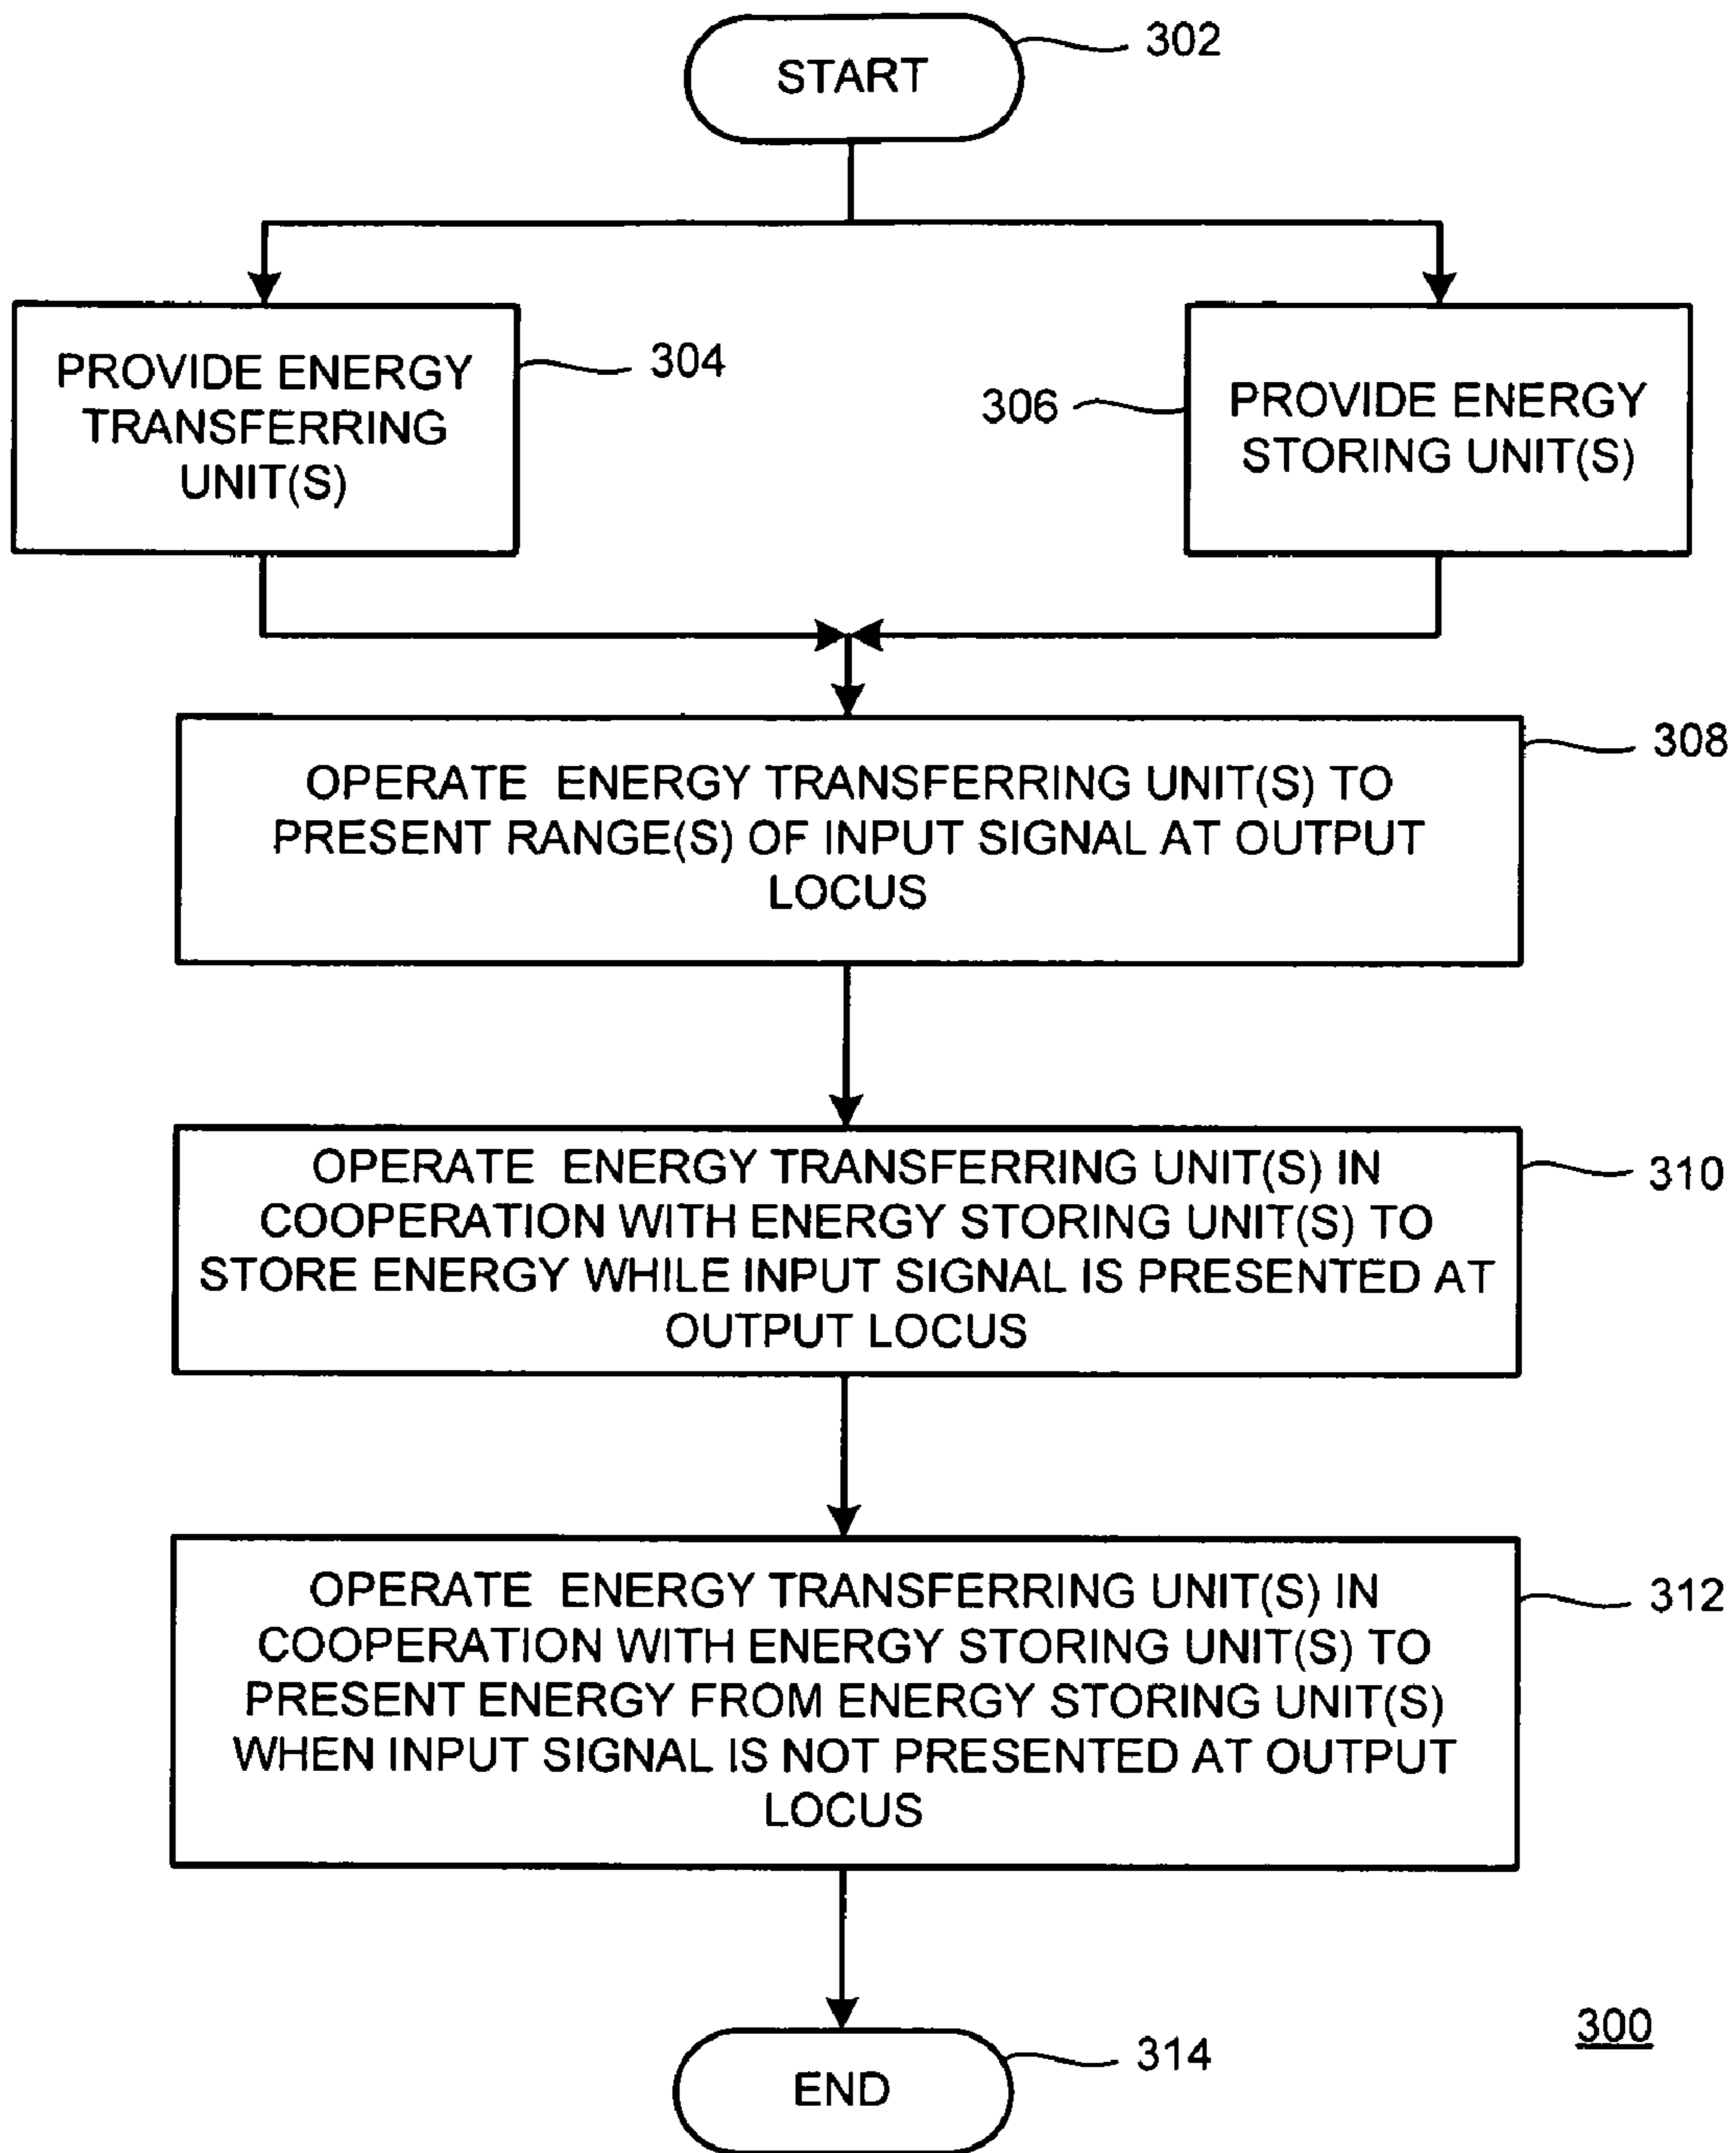 302
START
PROVIDE ENERGY
TRANSFERRING
UNIT(S)
304
306
PROVIDE ENERGY
STORING UNIT(S)
308
OPERATE ENERGY TRANSFERRING UNIT(S) TO
PRESENT RANGE(S) OF INPUT SIGNAL AT OUTPUT
LOCUS
310
OPERATE ENERGY TRANSFERRING UNIT(S) IN
COOPERATION WITH ENERGY STORING UNIT(S) TO
STORE ENERGY WHILE INPUT SIGNAL IS PRESENTED AT
OUTPUT LOCUS
312
OPERATE ENERGY TRANSFERRING UNIT(S) IN
COOPERATION WITH ENERGY STORING UNIT(S) TO
PRESENT ENERGY FROM ENERGY STORING UNIT(S)
WHEN INPUT SIGNAL IS NOT PRESENTED AT OUTPUT
LOCUS
300
314
END